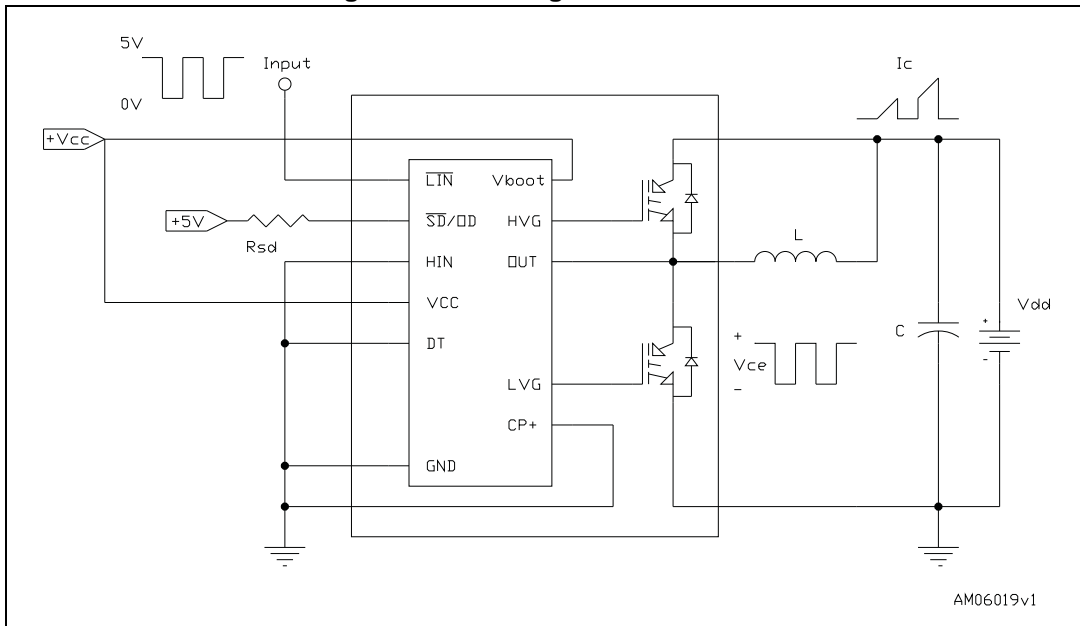 5V
Input
0V
Ic
+Vcc
LIN
Vboot
+5V
SD/OD
HVG
Rsd
HIN
OUT
L
VCC
Vdd
+
C
-
DT
+
Vce
-
LVG
CP+
GND
AM06019v1